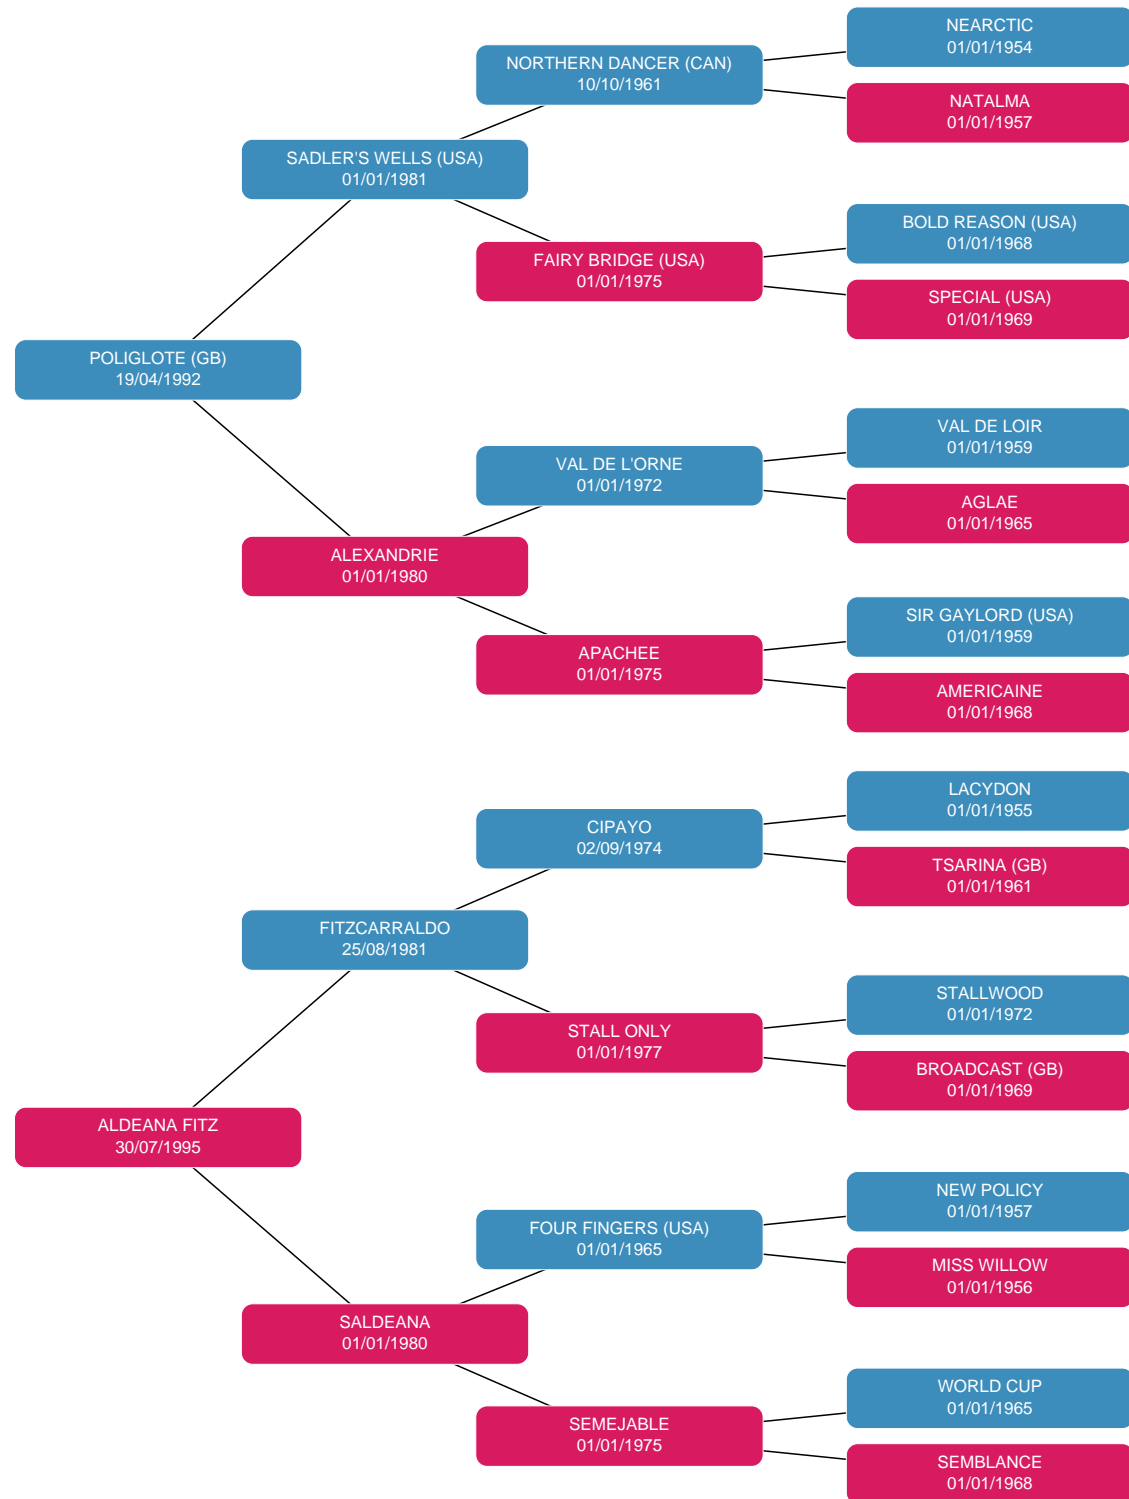 NEARCTIC
01/01/1954
NORTHERN DANCER (CAN)
10/10/1961
NATALMA
01/01/1957
SADLER'S WELLS (USA)
01/01/1981
BOLD REASON (USA)
01/01/1968
FAIRY BRIDGE (USA)
01/01/1975
SPECIAL (USA)
01/01/1969
POLIGLOTE (GB)
19/04/1992
VAL DE LOIR
01/01/1959
VAL DE L'ORNE
01/01/1972
AGLAE
01/01/1965
ALEXANDRIE
01/01/1980
SIR GAYLORD (USA)
01/01/1959
APACHEE
01/01/1975
AMERICAINE
01/01/1968
LACYDON
01/01/1955
CIPAYO
02/09/1974
TSARINA (GB)
01/01/1961
FITZCARRALDO
25/08/1981
STALLWOOD
01/01/1972
STALL ONLY
01/01/1977
BROADCAST (GB)
01/01/1969
ALDEANA FITZ
30/07/1995
NEW POLICY
01/01/1957
FOUR FINGERS (USA)
01/01/1965
MISS WILLOW
01/01/1956
SALDEANA
01/01/1980
WORLD CUP
01/01/1965
SEMEJABLE
01/01/1975
SEMBLANCE
01/01/1968